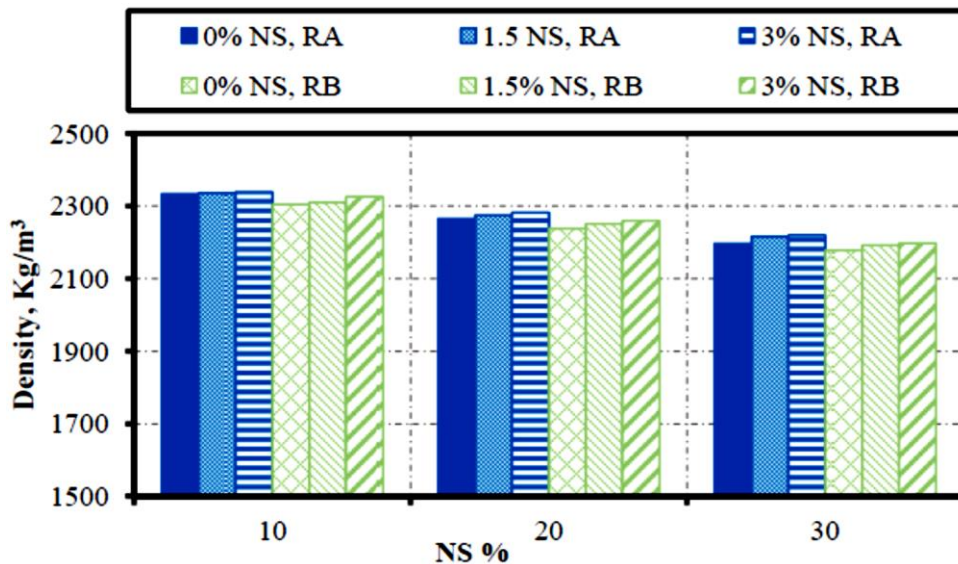 0% NS, RA 1.5 NS, RA 3% NS, RA
0% NS, RB 1.5% NS, RB 3% NS, RB
2500
2300
2100
1900
1700
1500
Density, Kg/m³
10 20 30
NS %